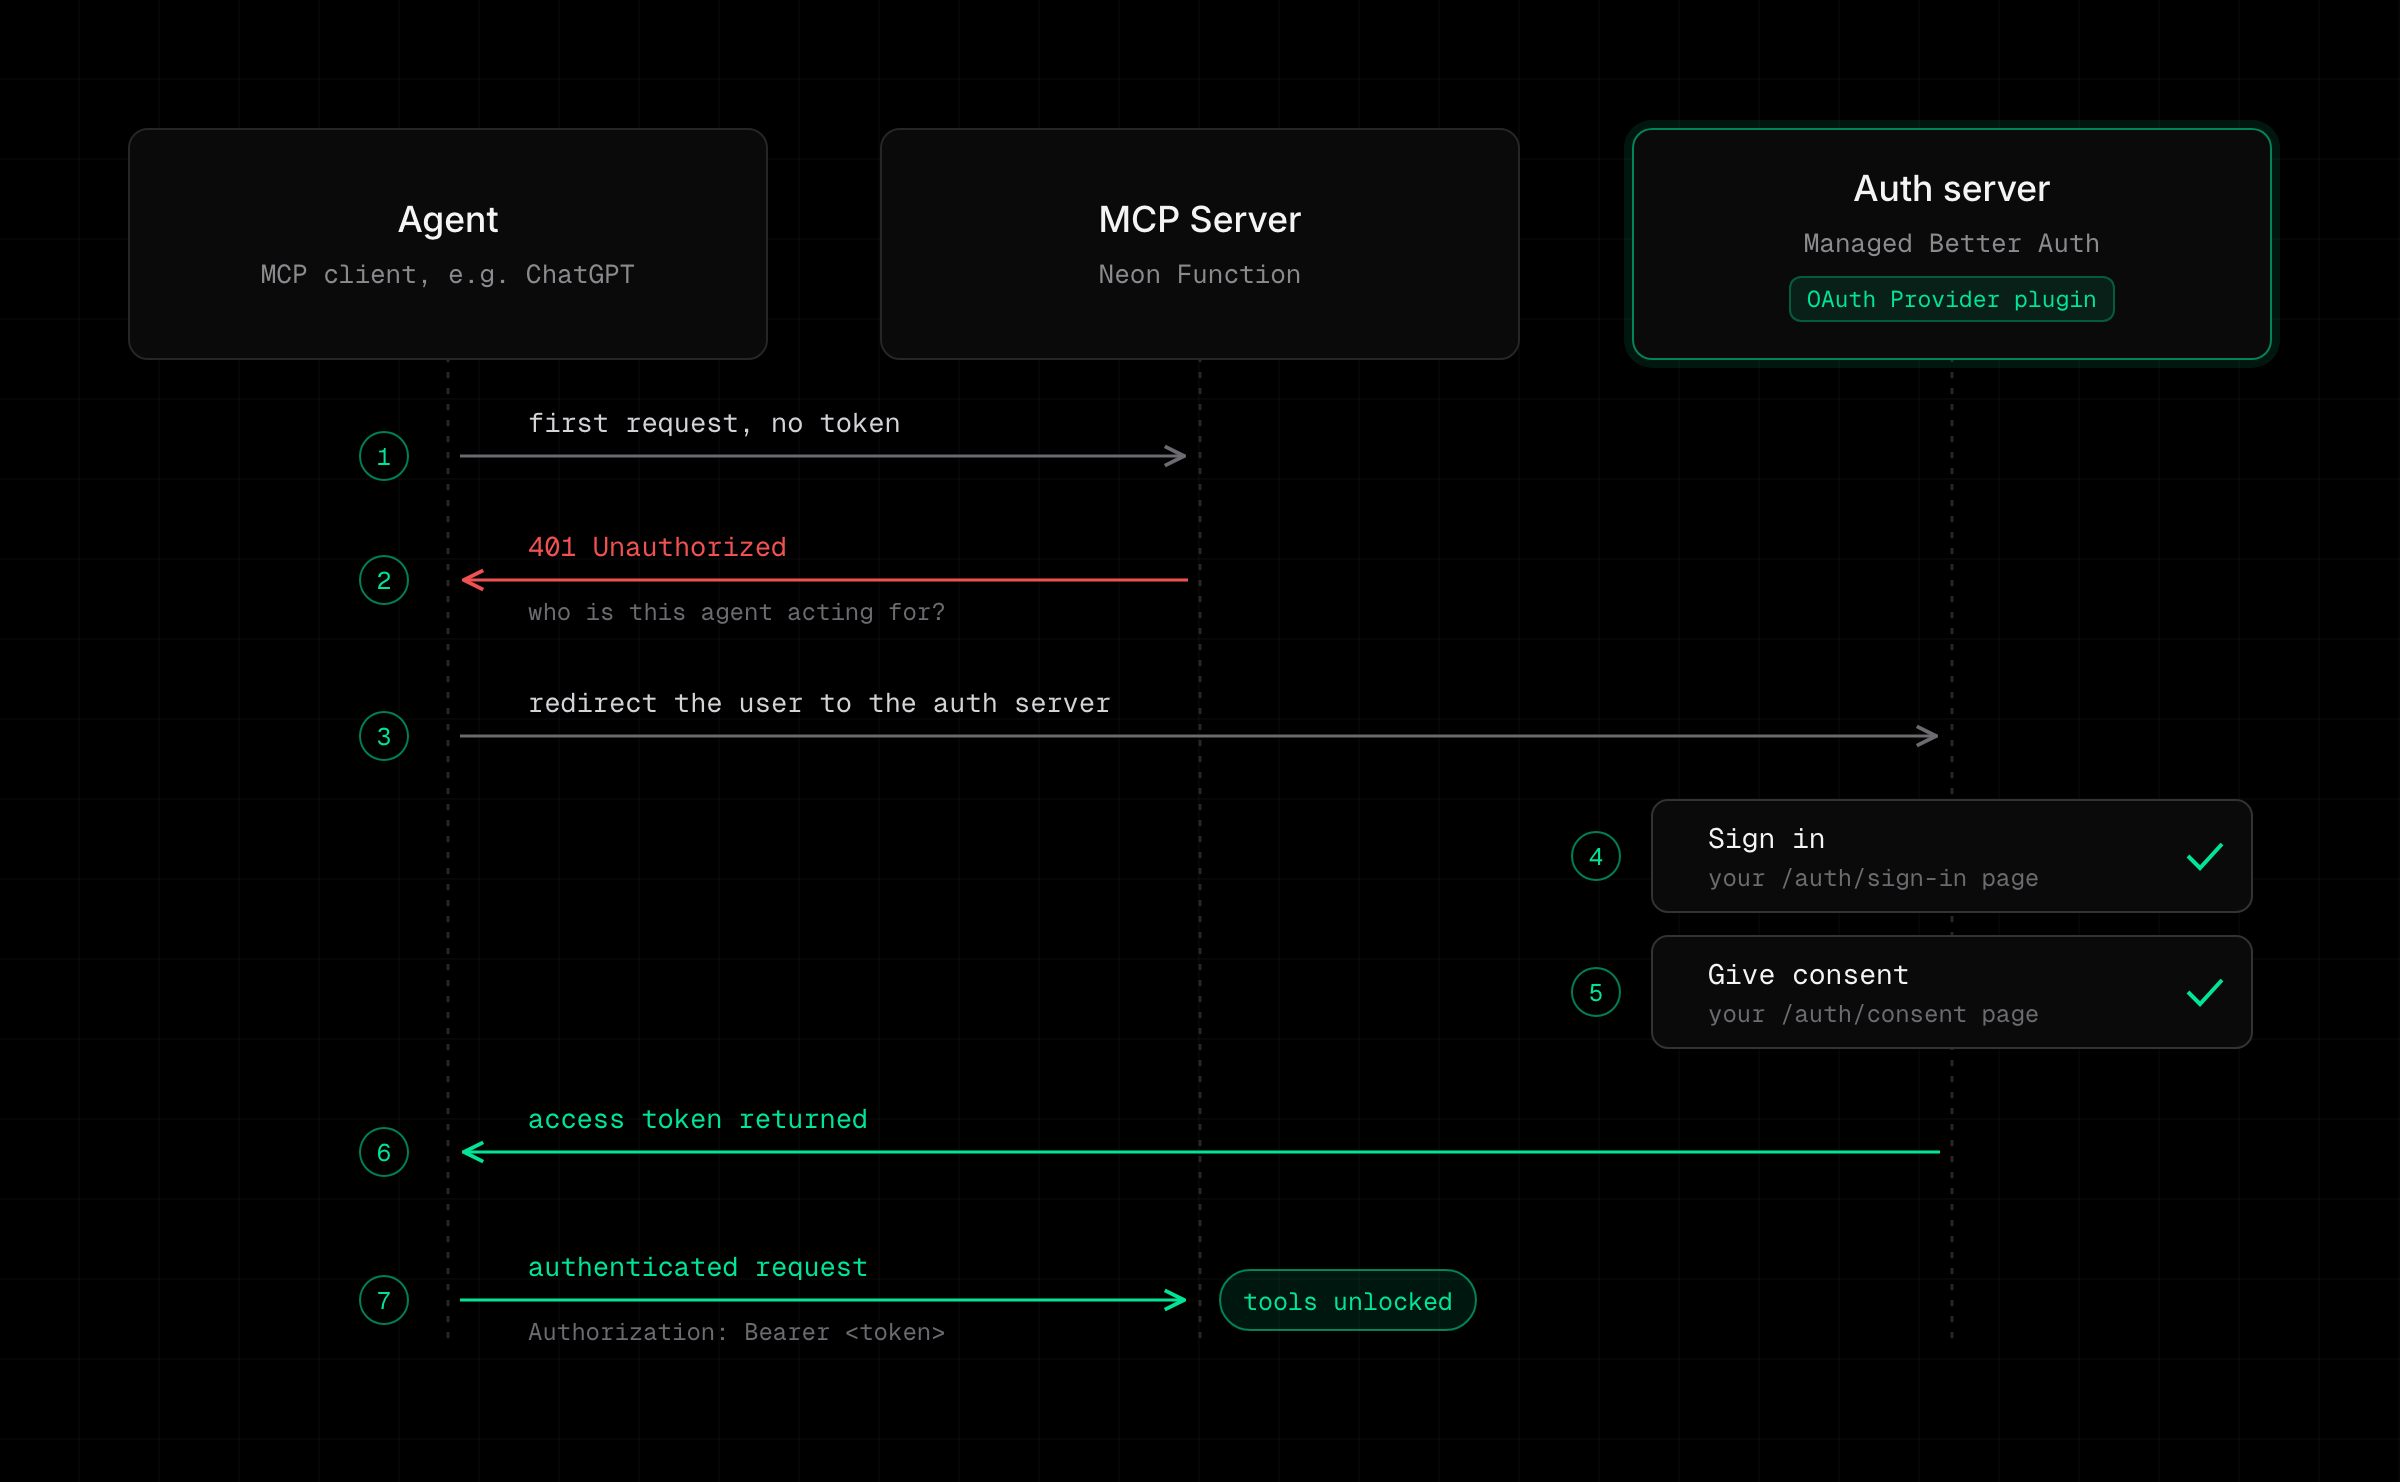 Agent
MCP client, e.g. ChatGPT
MCP Server
Neon Function
Auth server
Managed Better Auth
OAuth Provider plugin
1
first request, no token
2
401 Unauthorized
who is this agent acting for?
3
redirect the user to the auth server
4
Sign in
your /auth/sign-in page
5
Give consent
your /auth/consent page
6
access token returned
7
authenticated request
Authorization: Bearer <token>
tools unlocked